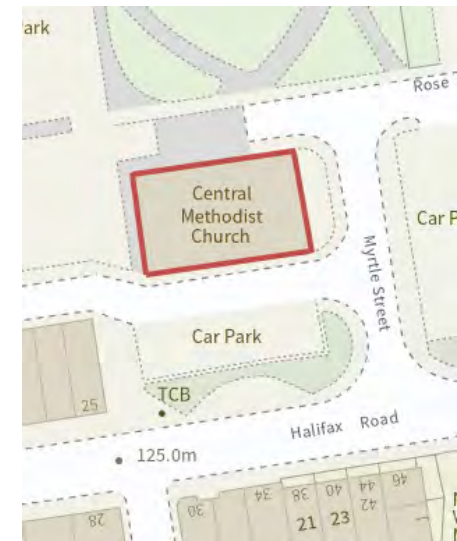 ark
Rose
Central
Methodist
Church
Car P
Myrtle Street
Car Park
25
TCB
Halifax Road
125.0m
28
30
34
38
40
44
42
46
21
23
1